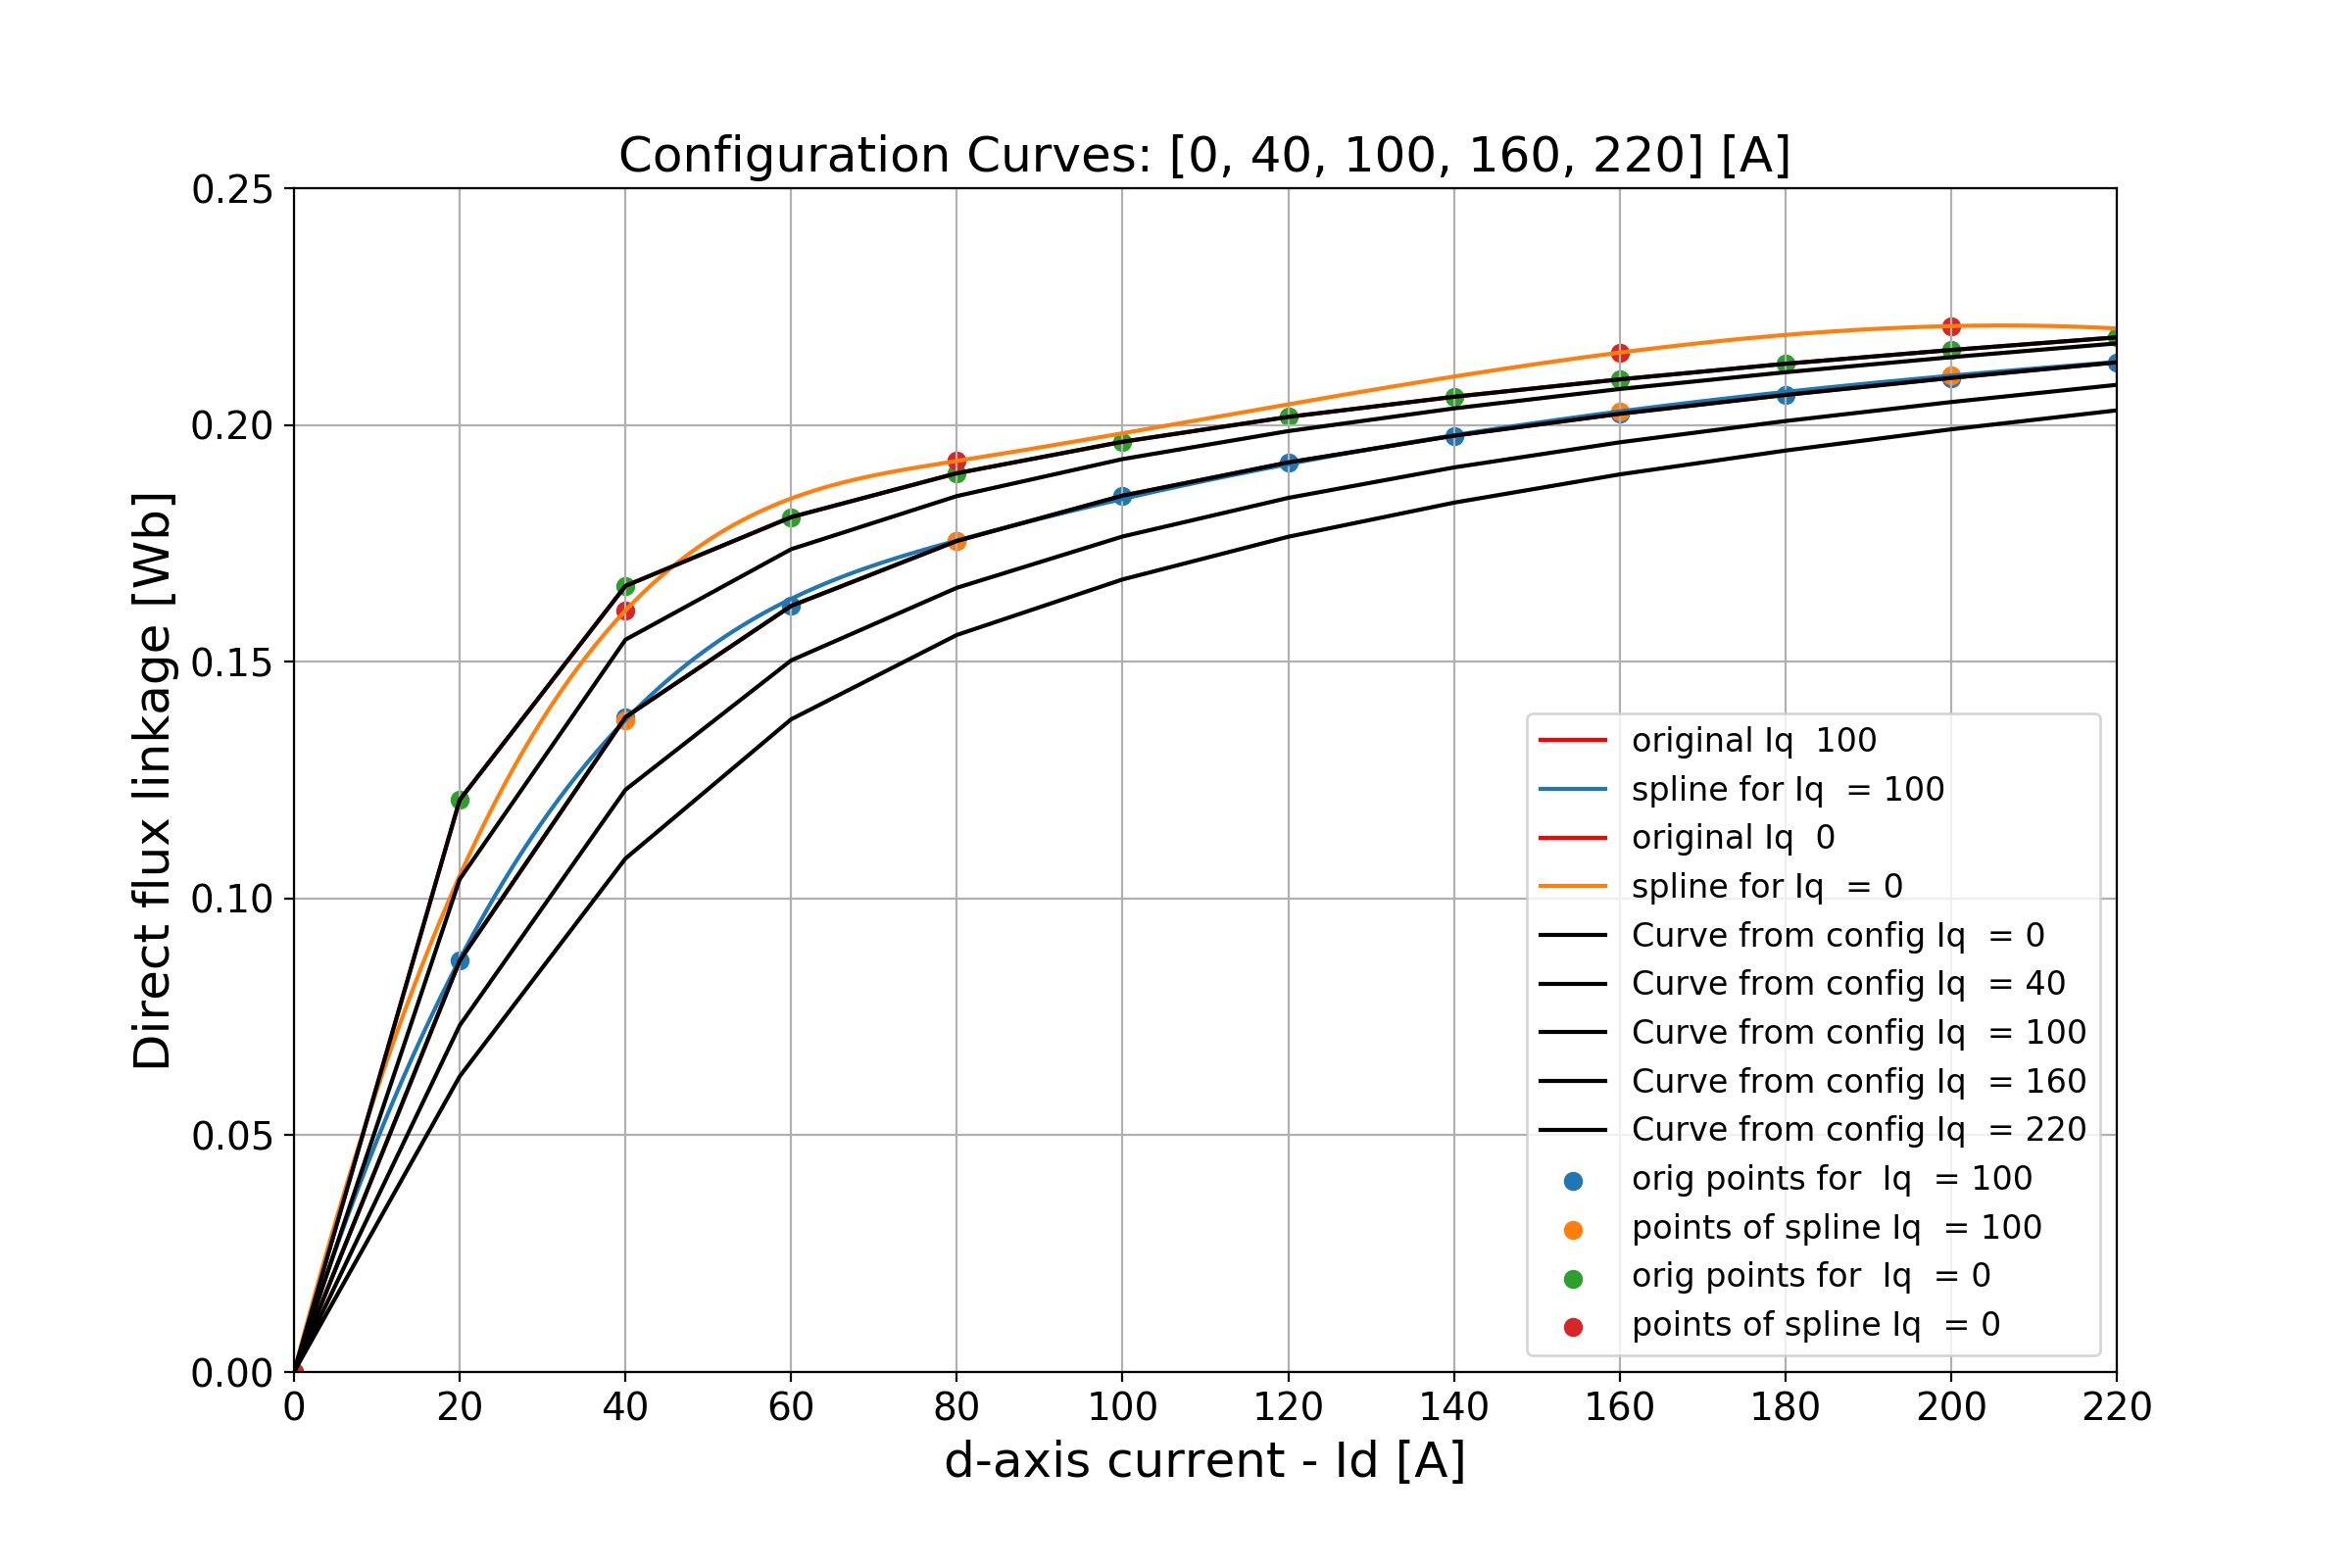 Configuration Curves: [0, 40, 100, 160, 220] [A]
0.25
0.20
0.15
0.10
0.05
0.00
Direct flux linkage [Wb]
original Iq  100
spline for Iq  = 100
original Iq  0
spline for Iq  = 0
Curve from config Iq  = 0
Curve from config Iq  = 40
Curve from config Iq  = 100
Curve from config Iq  = 160
Curve from config Iq  = 220
orig points for  Iq  = 100
points of spline Iq  = 100
orig points for  Iq  = 0
points of spline Iq  = 0
0 20 40 60 80 100 120 140 160 180 200 220
d-axis current - Id [A]